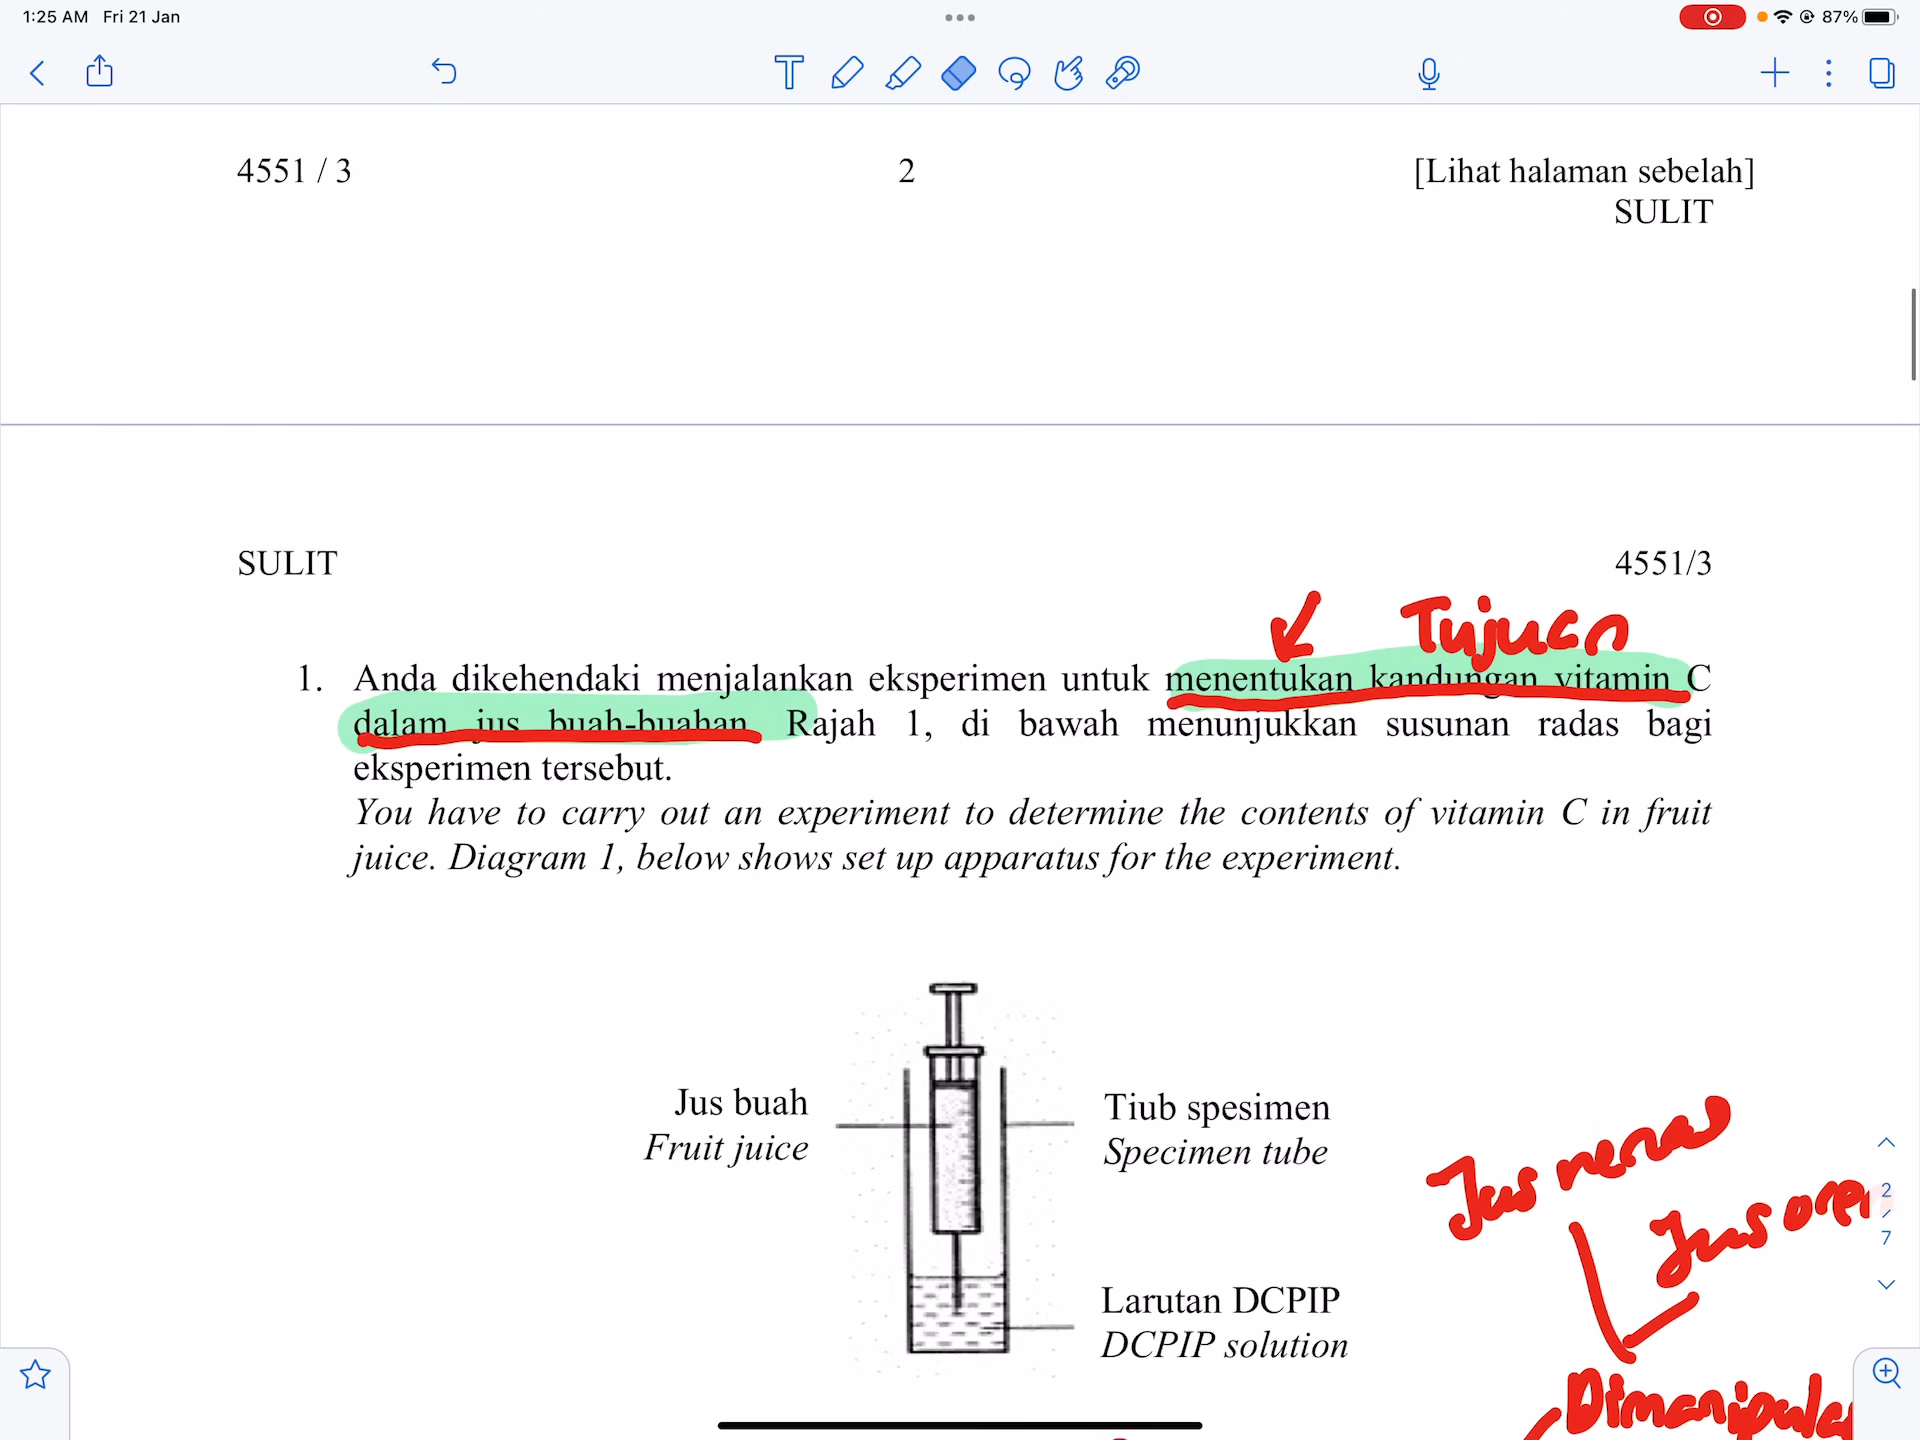 1:25 AM Fri 21 Jan
87%
4551 / 3 2 [Lihat halaman sebelah]
SULIT
SULIT 4551/3
Tujuan
1. Anda dikehendaki menjalankan eksperimen untuk menentukan kandungan vitamin C
dalam jus buah-buahan Rajah 1, di bawah menunjukkan susunan radas bagi
eksperimen tersebut.
You have to carry out an experiment to determine the contents of vitamin C in fruit
juice. Diagram 1, below shows set up apparatus for the experiment.
Jus buah
Fruit juice
Tiub spesimen
Specimen tube
Jus nenas
Jus oren
2
/
7
Larutan DCPIP
DCPIP solution